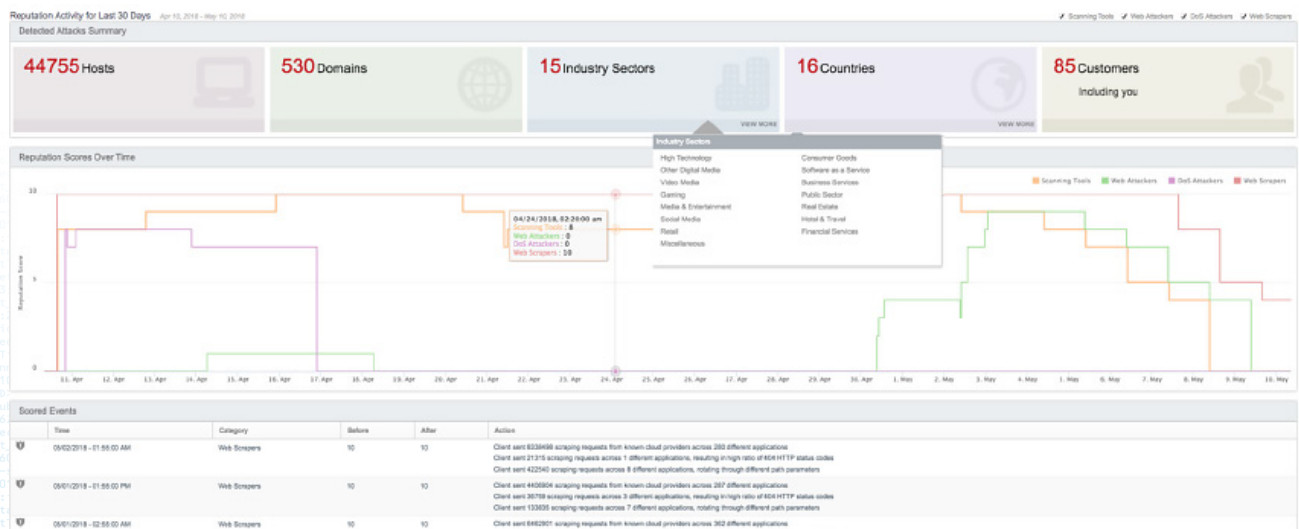 Reputation Activity for Last 30 Days Apr 10, 2018 - May 10, 2018
Scanning Tools Web Attackers DoS Attackers Web Scrapers
Detected Attacks Summary
44755 Hosts
530 Domains
15 Industry Sectors
VIEW MORE
16 Countries
VIEW MORE
85 Customers
Including you
Industry Sectors
High Technology
Other Digital Media
Video Media
Gaming
Media & Entertainment
Social Media
Retail
Miscellaneous
Consumer Goods
Software as a Service
Business Services
Public Sector
Real Estate
Hotel & Travel
Financial Services
Reputation Scores Over Time
Scanning Tools Web Attackers DoS Attackers Web Scrapers
Reputation Score
10
5
0
04/24/2018, 02:26:00 am
Scanning Tools : 8
Web Attackers : 0
DoS Attackers : 0
Web Scrapers : 10
11. Apr 12. Apr 13. Apr 14. Apr 15. Apr 16. Apr 17. Apr 18. Apr 19. Apr 20. Apr 21. Apr 22. Apr 23. Apr 24. Apr 25. Apr 26. Apr 27. Apr 28. Apr 29. Apr 30. Apr 1. May 2. May 3. May 4. May 6. May 7. May 8. May 9. May 10. May
Scored Events
Time Category Before After Action
05/02/2018 - 01:56:00 AM Web Scrapers 10 10
Client sent scraping requests from known cloud providers across different applications
Client sent 21315 scraping requests across 1 different applications, resulting in high ratio of 404 HTTP status codes
Client sent 422540 scraping requests across 8 different applications, rotating through different path parameters
05/01/2018 - 01:56:00 PM Web Scrapers 10 10
Client sent scraping requests from known cloud providers across 287 different applications
Client sent scraping requests across 3 different applications, resulting in high ratio of 404 HTTP status codes
Client sent scraping requests across 7 different applications, rotating through different path parameters
05/01/2018 - 02:56:00 AM Web Scrapers 10 10
Client sent scraping requests from known cloud providers across 362 different applications